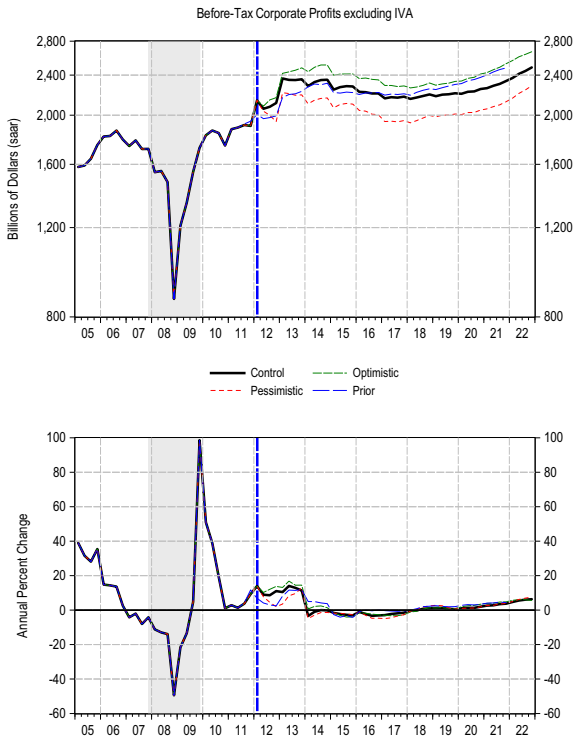 Before-Tax Corporate Profits excluding IVA
Billions of Dollars (saar)
2,800 2,800
2,400 2,400
2,000 2,000
1,600 1,600
1,200 1,200
800 800
05 06 07 08 09 10 11 12 13 14 15 16 17 18 19 20 21 22
Control Optimistic
Pessimistic Prior
Annual Percent Change
100 100
80 80
60 60
40 40
20 20
0 0
-20 -20
-40 -40
-60 -60
05 06 07 08 09 10 11 12 13 14 15 16 17 18 19 20 21 22